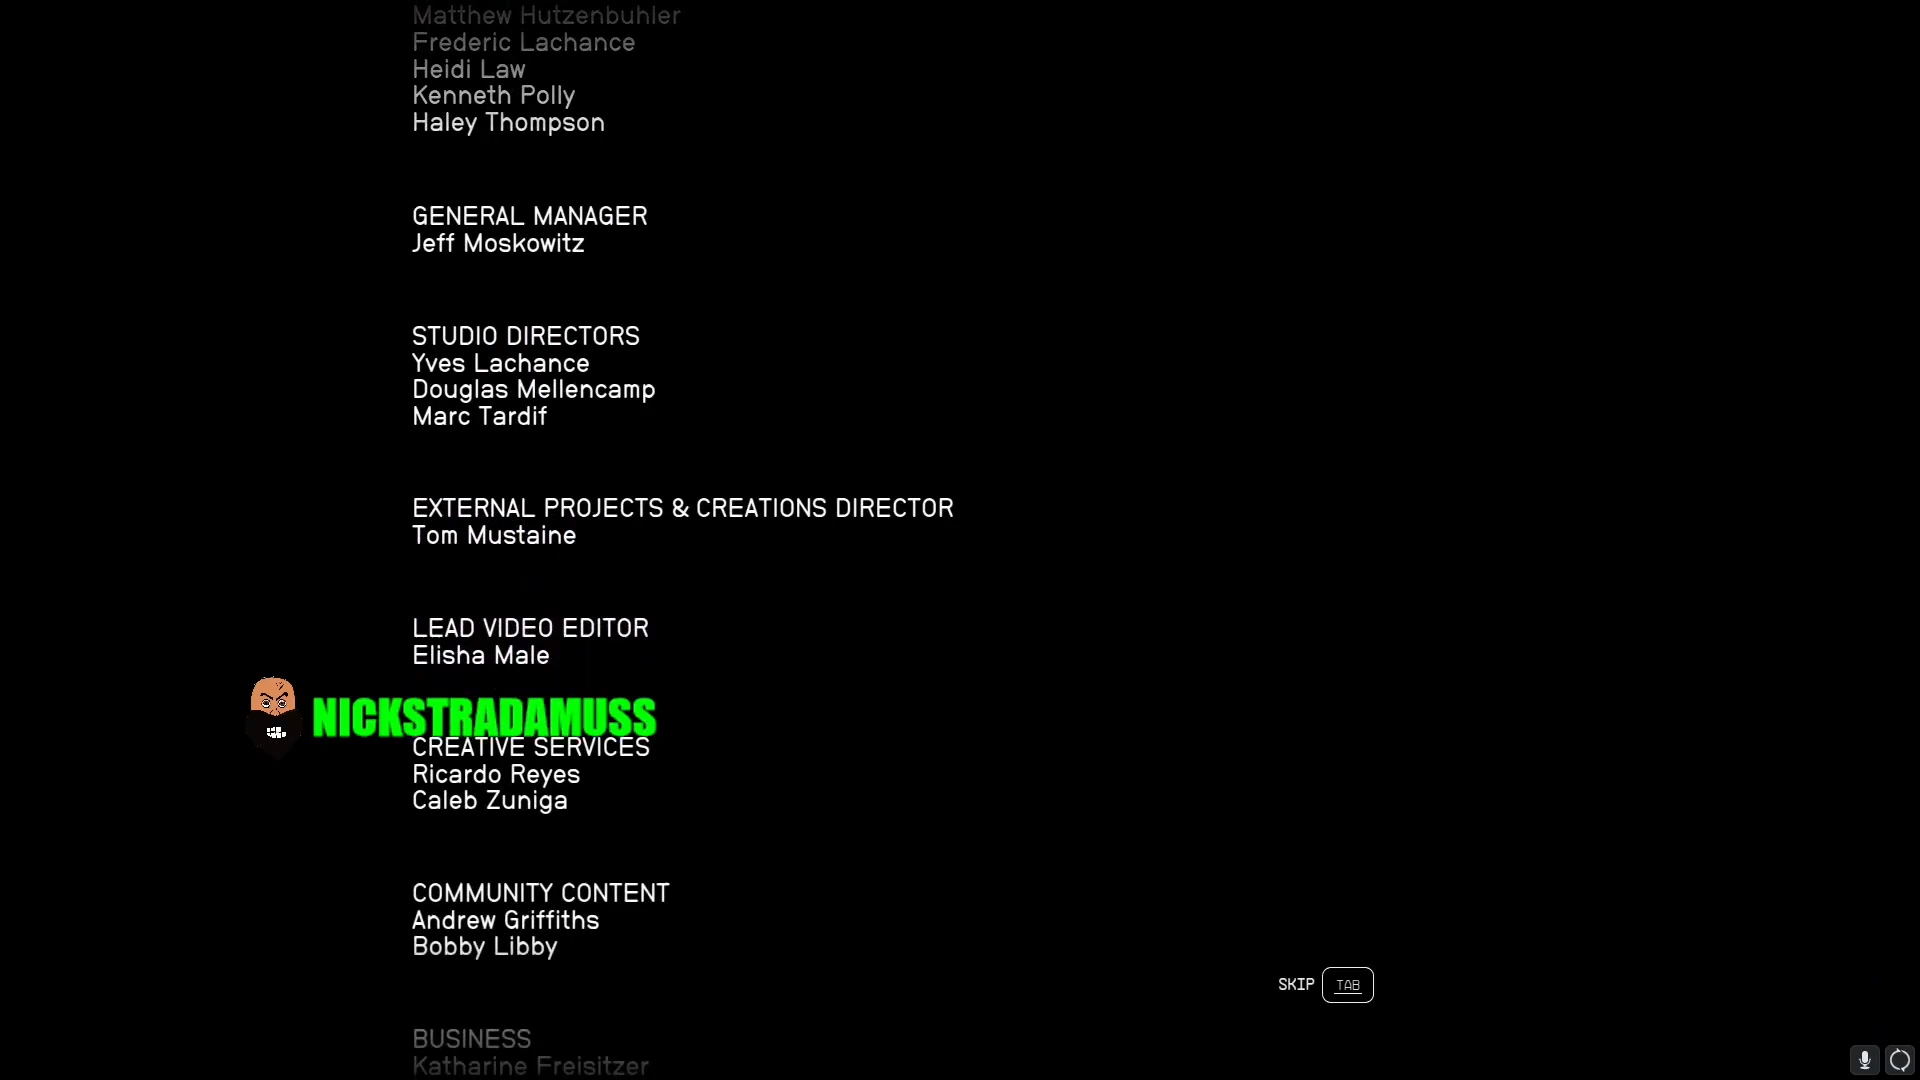 Matthew Hutzenbuhler
Frederic Lachance
Heidi Law
Kenneth Polly
Haley Thompson
GENERAL MANAGER
Jeff Moskowitz
STUDIO DIRECTORS
Yves Lachance
Douglas Mellencamp
Marc Tardif
EXTERNAL PROJECTS & CREATIONS DIRECTOR
Tom Mustaine
LEAD VIDEO EDITOR
Elisha Male
NICKSTRADAMUSS
CREATIVE SERVICES
Ricardo Reyes
Caleb Zuniga
COMMUNITY CONTENT
Andrew Griffiths
Bobby Libby
SKIP TAB
BUSINESS
Katharine Freisitzer